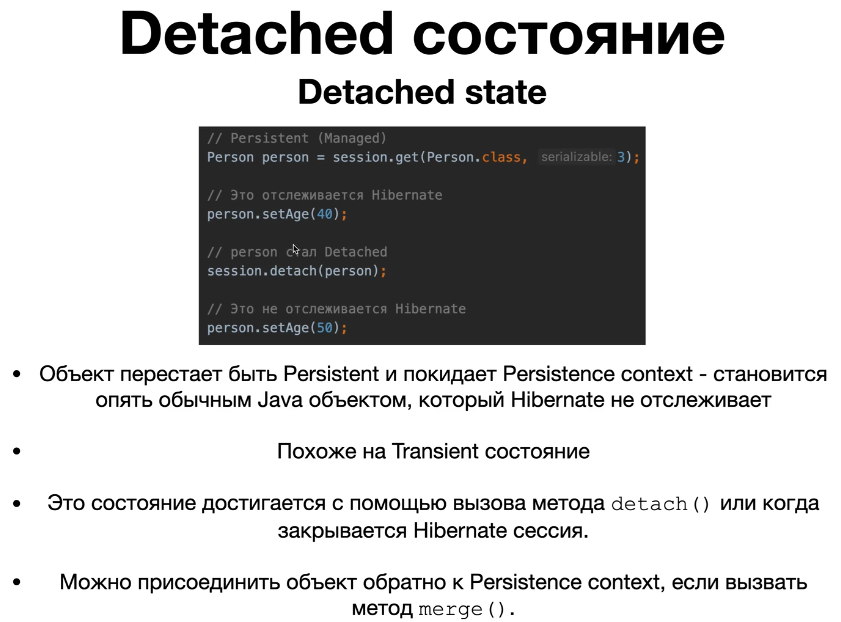 Detached состояние
Detached state
// Persistent (Managed)
Person person = session.get(Person.class, serializable: 3);
// Это отслеживается Hibernate
person.setAge(40);
// person стал Detached
session.detach(person);
// Это не отслеживается Hibernate
person.setAge(50);
• Объект перестает быть Persistent и покидает Persistence context - становится
опять обычным Java объектом, который Hibernate не отслеживает
• Похоже на Transient состояние
• Это состояние достигается с помощью вызова метода detach() или когда
закрывается Hibernate сессия.
• Можно присоединить объект обратно к Persistence context, если вызвать
метод merge().